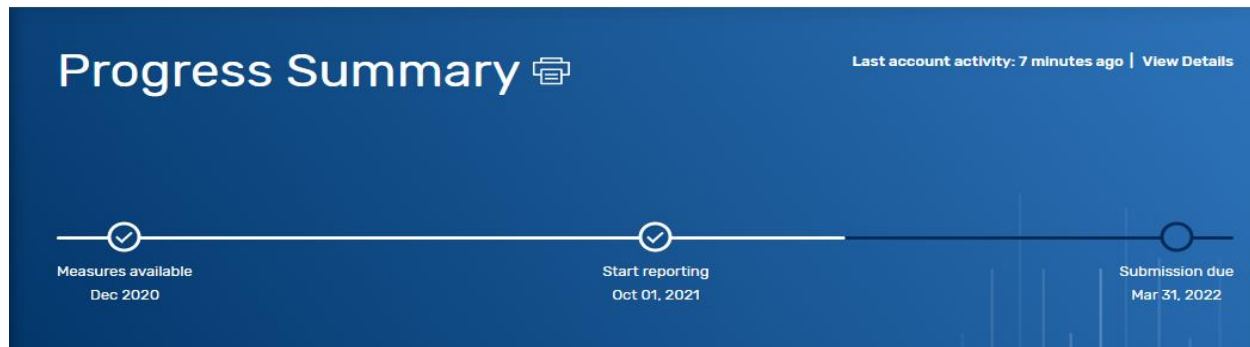 Progress Summary
Last account activity: 7 minutes ago | View Details
Measures available
Dec 2020
Start reporting
Oct 01, 2021
Submission due
Mar 31, 2022